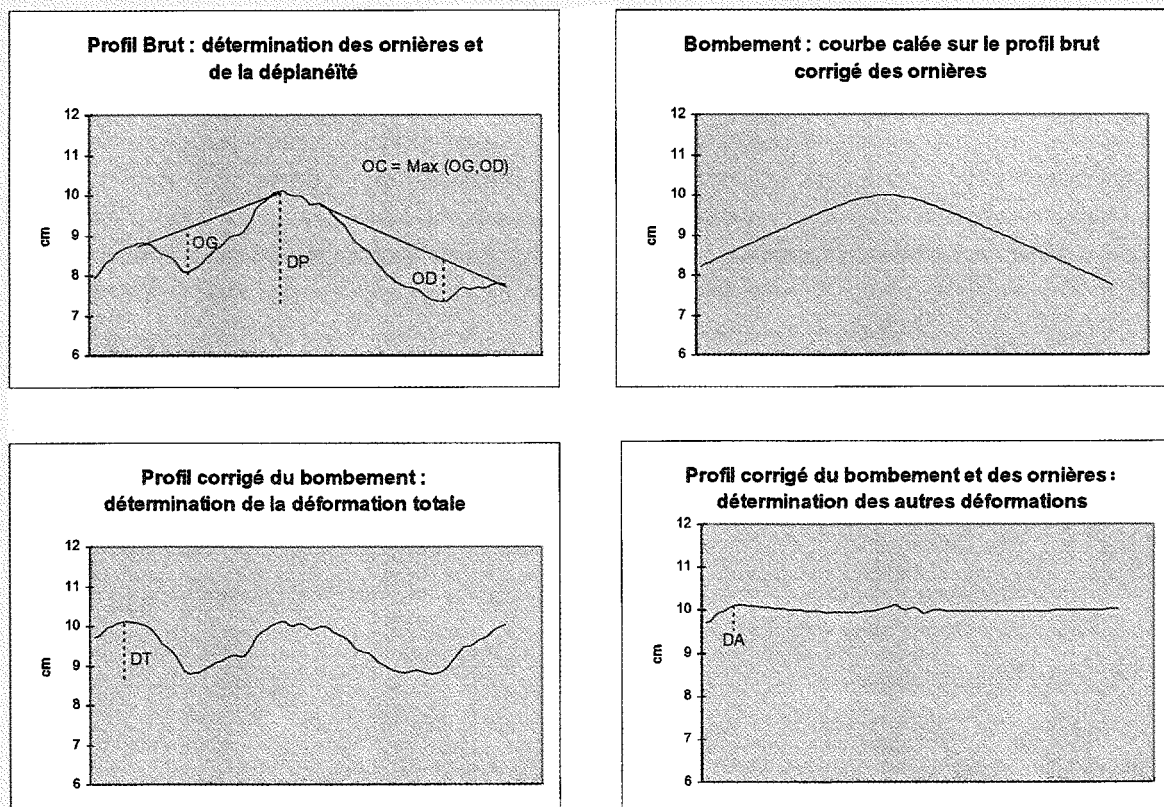 Profil Brut : détermination des ornières et
de la déplanéïté
12
11
10
9
8
7
6
cm
OC = Max (OG,OD)
OG
DP
OD
Bombement : courbe calée sur le profil brut
corrigé des ornières
12
11
10
9
8
7
6
cm
Profil corrigé du bombement :
détermination de la déformation totale
12
11
10
9
8
7
6
cm
DT
Profil corrigé du bombement et des ornières :
détermination des autres déformations
12
11
10
9
8
7
6
cm
DA